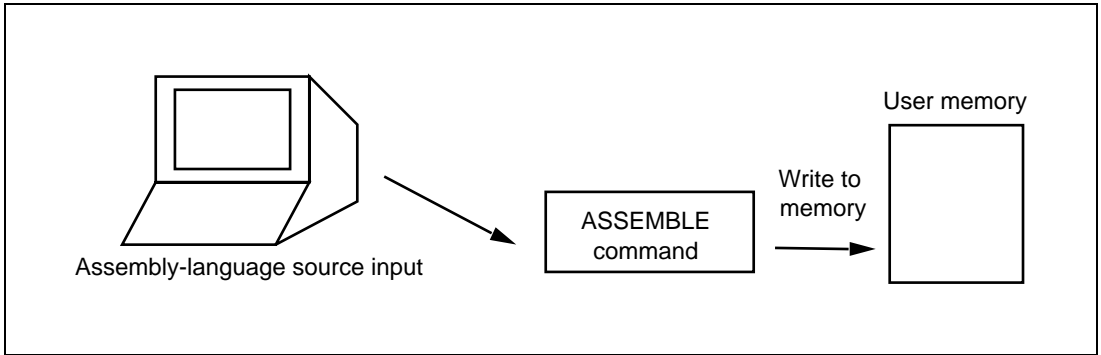 Assembly-language source input
ASSEMBLE
command
Write to
memory
User memory